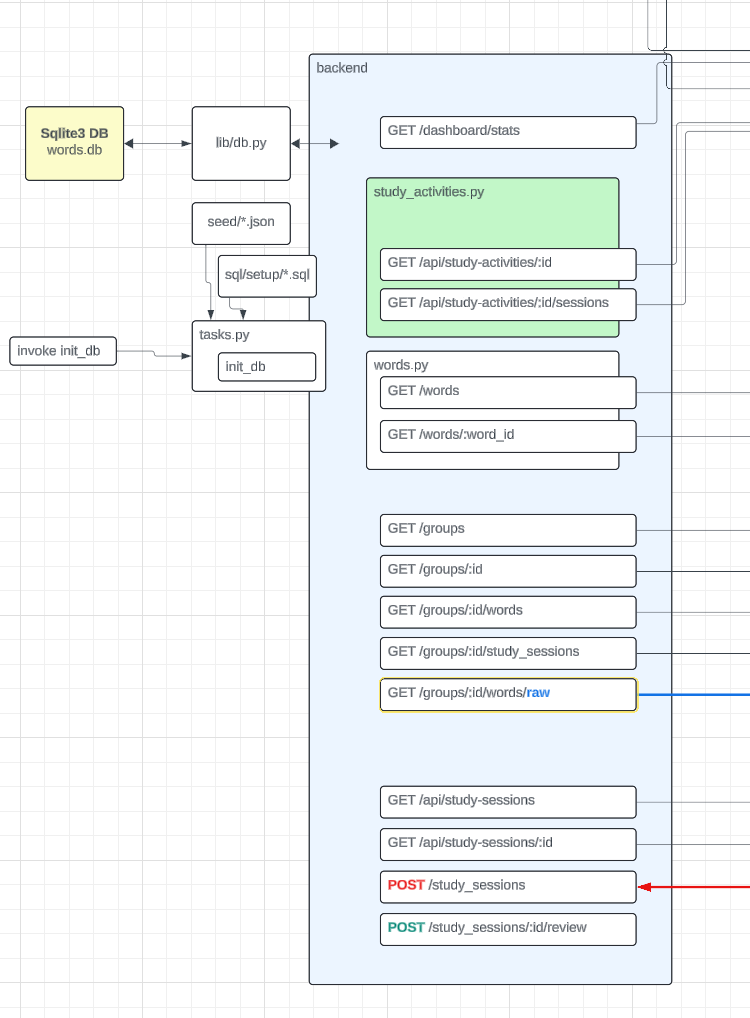 backend
GET /dashboard/stats
Sqlite3 DB
words.db
lib/db.py
study_activities.py
seed/*.json
GET /api/study-activities/:id
sql/setup/*.sql
GET /api/study-activities/:id/sessions
tasks.py
invoke init_db
init_db
words.py
GET /words
GET /words/:word_id
GET /groups
GET /groups/:id
GET /groups/:id/words
GET /groups/:id/study_sessions
GET /groups/:id/words/raw
GET /api/study-sessions
GET /api/study-sessions/:id
POST /study_sessions
POST /study_sessions/:id/review